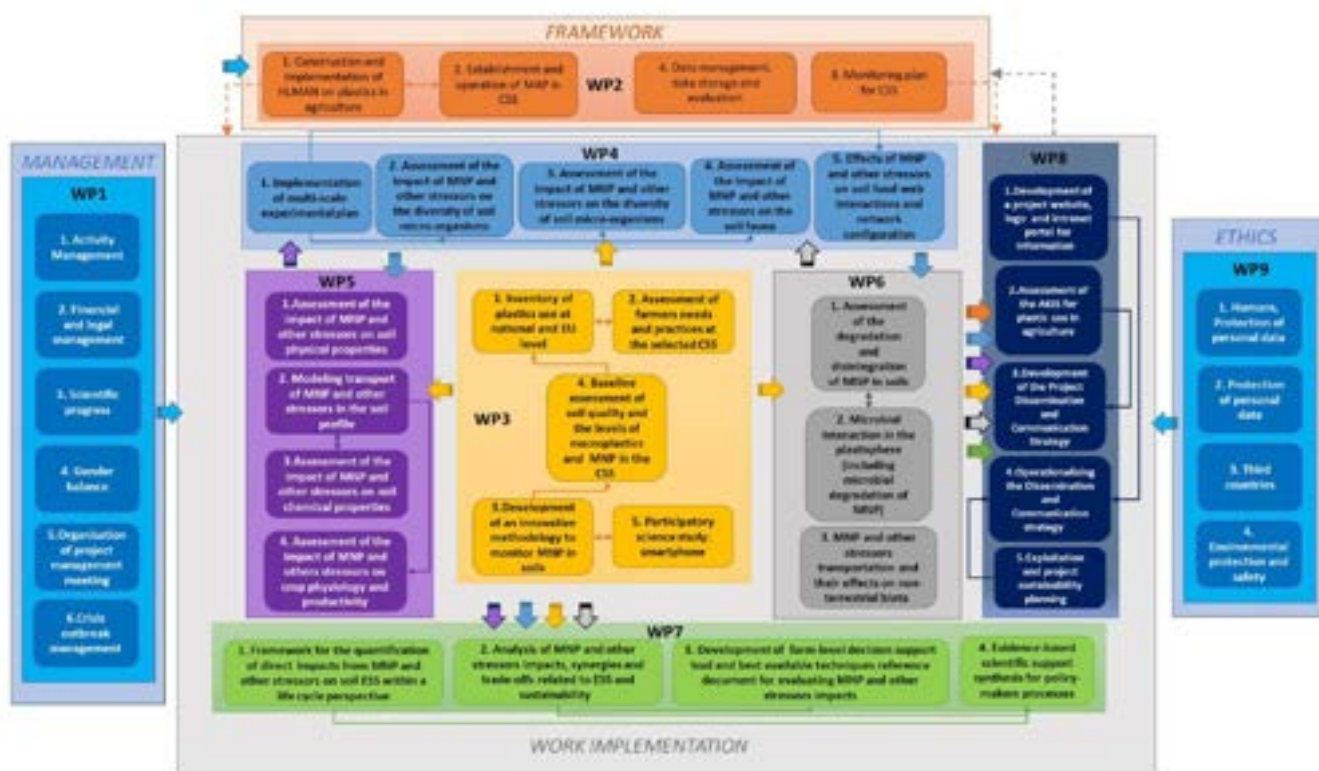 FRAMEWORK
1. Construction and
implementation of
HUMAN on plastics in
agriculture
2. Establishment and
operation of MAP in
CSS
WP2
4. Data management,
data storage and
evaluation
3. Monitoring plan
for CSS
MANAGEMENT
WP1
1. Activity
Management
2. Financial
and legal
management
3. Scientific
progress
4. Gender
balance
5.Organisation
of project
management
meeting
6.Crisis
outbreak
management
WP4
1. Implementation
of multi-scale
experimental plan
2. Assessment of the
impact of MNP and
other stressors on
the diversity of soil
micro-organisms
3. Assessment of the
impact of MNP and other
stressors on the diversity
of soil micro-organisms
4. Assessment of
the impact of
MNP and other
stressors on the
soil fauna
5. Effects of MNP
and other stressors
on soil food web
interactions and
network
configuration
WP5
1.Assessment of the
impact of MNP and
other stressors on soil
physical properties
2. Modeling transport
of MNP and other
stressors in the soil
profile
3.Assessment of the
impact of MNP and
other stressors on soil
chemical properties
4. Assessment of the
impact of MNP and
others stressors on
crop physiology and
productivity
WP3
1. Inventory of
plastics use at
national and EU
level
2. Assessment of
farmers needs
and practices at
the selected CSS
4. Baseline
assessment of
soil quality and
the levels of
macroplastics
and MNP in the
CSS
3.Development
of an innovative
methodology to
monitor MNP in
soils
5. Participatory
science study:
smartphone
WP6
1. Assessment
of the
degradation
and
disintegration
of MNP in soils
2. Microbial
interaction in the
plastisphere
(including
microbial
degradation of
MNP)
3. MNP and other
stressors
transportation and
their effects on non-
terrestrial biota
WP8
1.Development of
a project website,
logo and intranet
portal for
information
2.Assessment of
the AKIS for
plastic use in
agriculture
3.Development
of the Project
Dissemination
and
Communication
Strategy
4.Operationalising
the Dissemination
and
Communication
strategy
5.Exploitation
and project
sustainability
planning
ETHICS
WP9
1. Humans,
Protection of
personal data
2. Protection
of personal
data
3. Third
countries
4.
Environmental
protection and
safety
WP7
1. Framework for the quantification
of direct impacts from MNP and
other stressors on soil ESS within a
life cycle perspective
2. Analysis of MNP and other
stressors impacts, synergies and
trade-offs related to ESS and
sustainability
3. Development of farm-level decision support
tool and best available techniques reference
document for evaluating MNP and other
stressors impacts
4. Evidence-based
scientific support
synthesis for policy-
makers processes
WORK IMPLEMENTATION